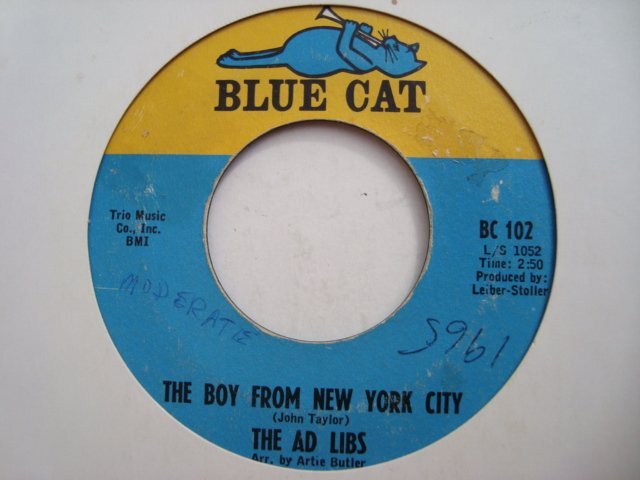 BLUE CAT
Trio Music
Co., Inc.
BMI
BC 102
L/S 1052
Time: 2:50
Produced by:
Leiber-Stoller
MODERATE
1965
THE BOY FROM NEW YORK CITY
(John Taylor)
THE AD LIBS
Arr. by Artie Butler